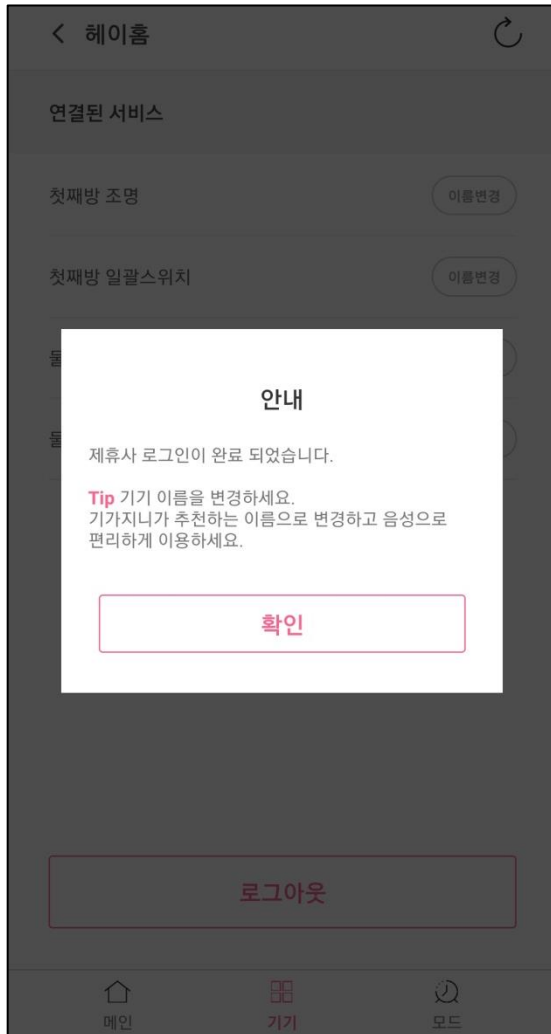 헤이홈
연결된 서비스
첫째방 조명
이름변경
첫째방 일괄스위치
이름변경
안내
제휴사 로그인이 완료 되었습니다.
Tip 기기 이름을 변경하세요.
기가지니가 추천하는 이름으로 변경하고 음성으로
편리하게 이용하세요.
확인
로그아웃
메인
기기
모드